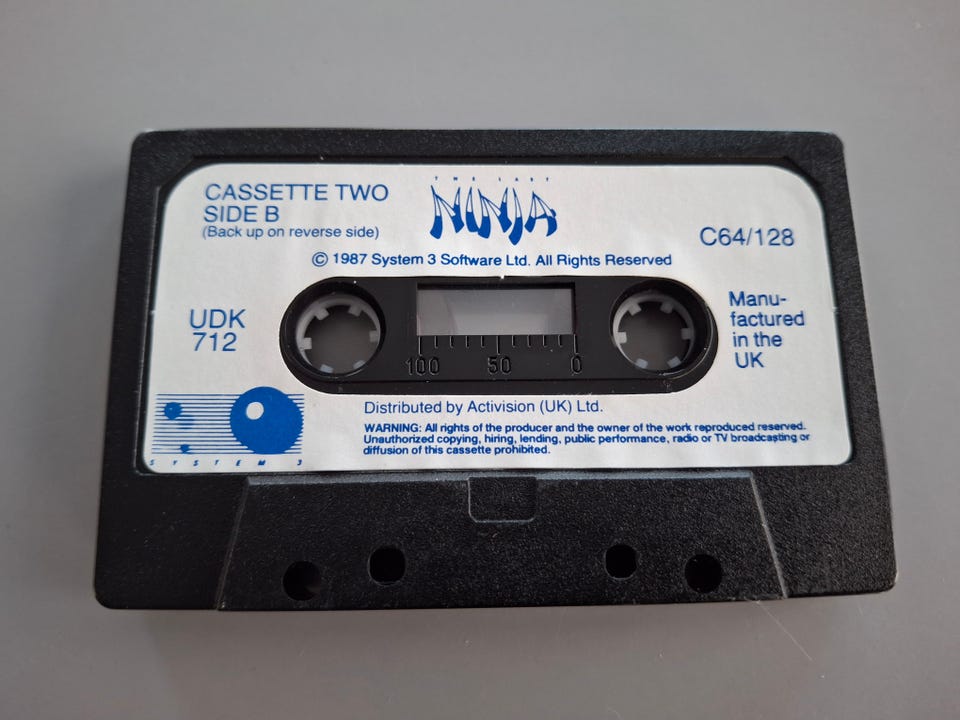 CASSETTE TWO
SIDE B
(Back up on reverse side)
THE LAST
NINJA
C64/128
© 1987 System 3 Software Ltd. All Rights Reserved
UDK
712
Manu-
factured
in the
UK
100 50 0
Distributed by Activision (UK) Ltd.
WARNING: All rights of the producer and the owner of the work reproduced reserved.
Unauthorized copying, hiring, lending, public performance, radio or TV broadcasting or
diffusion of this cassette prohibited.
SYSTEM 3